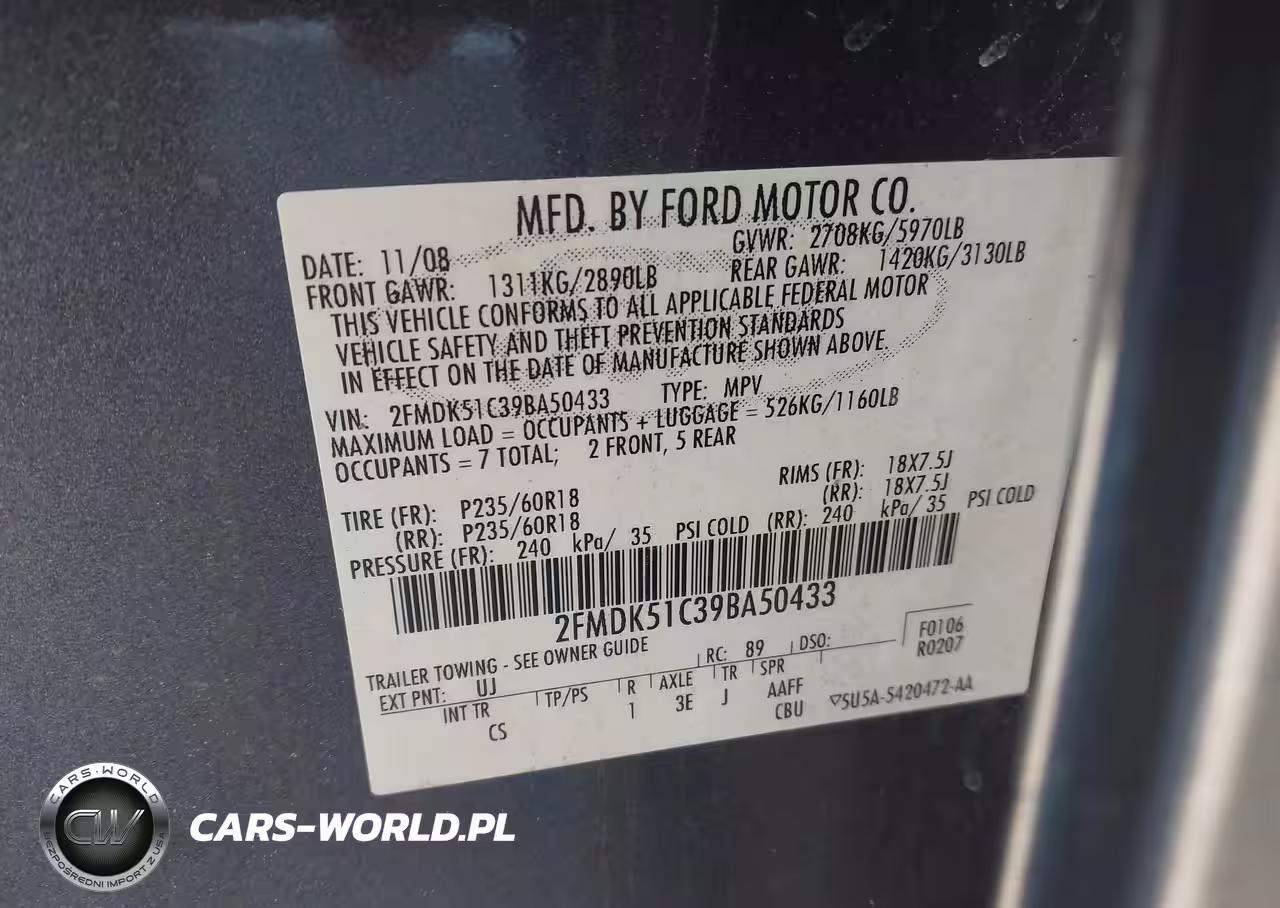 MFD. BY FORD MOTOR CO.
DATE: 11/08 GVWR: 2708KG/5970LB
FRONT GAWR: 1311KG/2890LB REAR GAWR: 1420KG/3130LB
THIS VEHICLE CONFORMS TO ALL APPLICABLE FEDERAL MOTOR
VEHICLE SAFETY AND THEFT PREVENTION STANDARDS
IN EFFECT ON THE DATE OF MANUFACTURE SHOWN ABOVE.
VIN: 2FMDK51C39BA50433 TYPE: MPV
MAXIMUM LOAD = OCCUPANTS + LUGGAGE = 526KG/1160LB
OCCUPANTS = 7 TOTAL; 2 FRONT, 5 REAR
TIRE (FR): P235/60R18 RIMS (FR): 18X7.5J
(RR): P235/60R18 (RR): 18X7.5J
PRESSURE (FR): 240 kPa/ 35 PSI COLD (RR): 240 kPa/ 35 PSI COLD
2FMDK51C39BA50433
TRAILER TOWING - SEE OWNER GUIDE
EXT PNT: UJ RC: 89 DSO: F0106
R0207
INT TR TP/PS R AXLE TR SPR
CS 1 3E J AAFF
CBU ▽5U5A-5420472-AA
CARS-WORLD
CW
BEZPOŚREDNI IMPORT Z USA
CARS-WORLD.PL